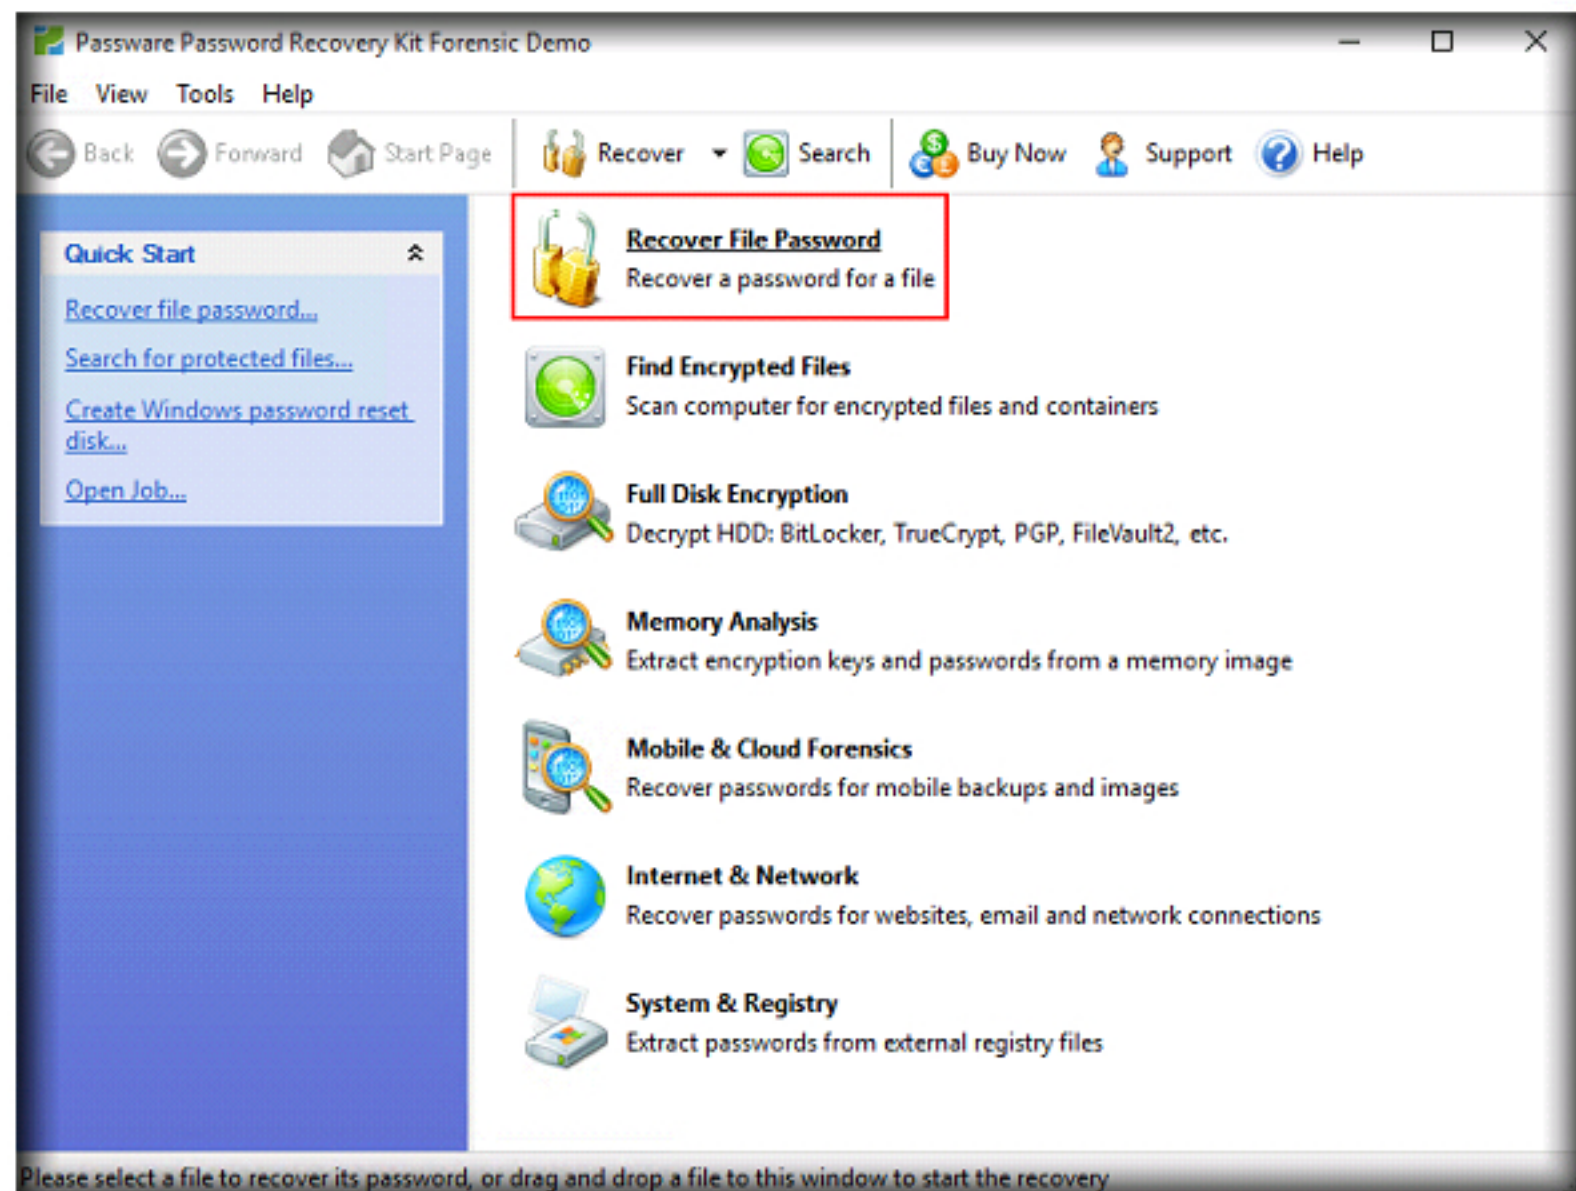 Passware Password Recovery Kit Forensic Demo
File View Tools Help
Back Forward Start Page Recover Search Buy Now Support Help
Quick Start
Recover file password...
Search for protected files...
Create Windows password reset
disk...
Open Job...
Recover File Password
Recover a password for a file
Find Encrypted Files
Scan computer for encrypted files and containers
Full Disk Encryption
Decrypt HDD: BitLocker, TrueCrypt, PGP, FileVault2, etc.
Memory Analysis
Extract encryption keys and passwords from a memory image
Mobile & Cloud Forensics
Recover passwords for mobile backups and images
Internet & Network
Recover passwords for websites, email and network connections
System & Registry
Extract passwords from external registry files
Please select a file to recover its password, or drag and drop a file to this window to start the recovery